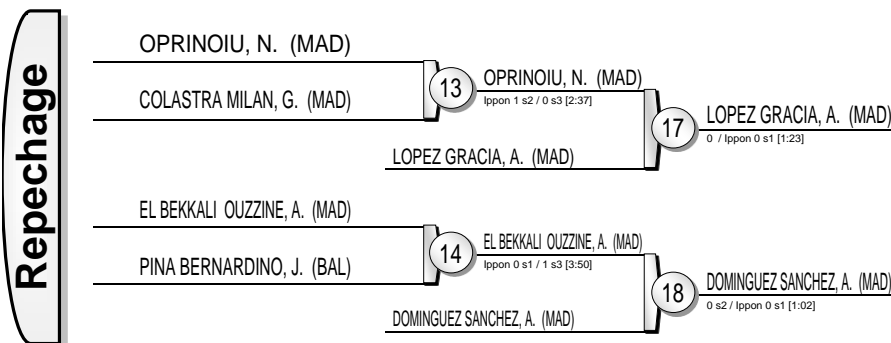 Repechage
OPRINOIU, N. (MAD)
COLASTRA MILAN, G. (MAD)
13
OPRINOIU, N. (MAD)
Ippon 1 s2 / 0 s3 [2:37]
LOPEZ GRACIA, A. (MAD)
17
LOPEZ GRACIA, A. (MAD)
0 / Ippon 0 s1 [1:23]
EL BEKKALI OUZZINE, A. (MAD)
PINA BERNARDINO, J. (BAL)
14
EL BEKKALI OUZZINE, A. (MAD)
Ippon 0 s1 / 1 s3 [3:50]
DOMINGUEZ SANCHEZ, A. (MAD)
18
DOMINGUEZ SANCHEZ, A. (MAD)
0 s2 / Ippon 0 s1 [1:02]